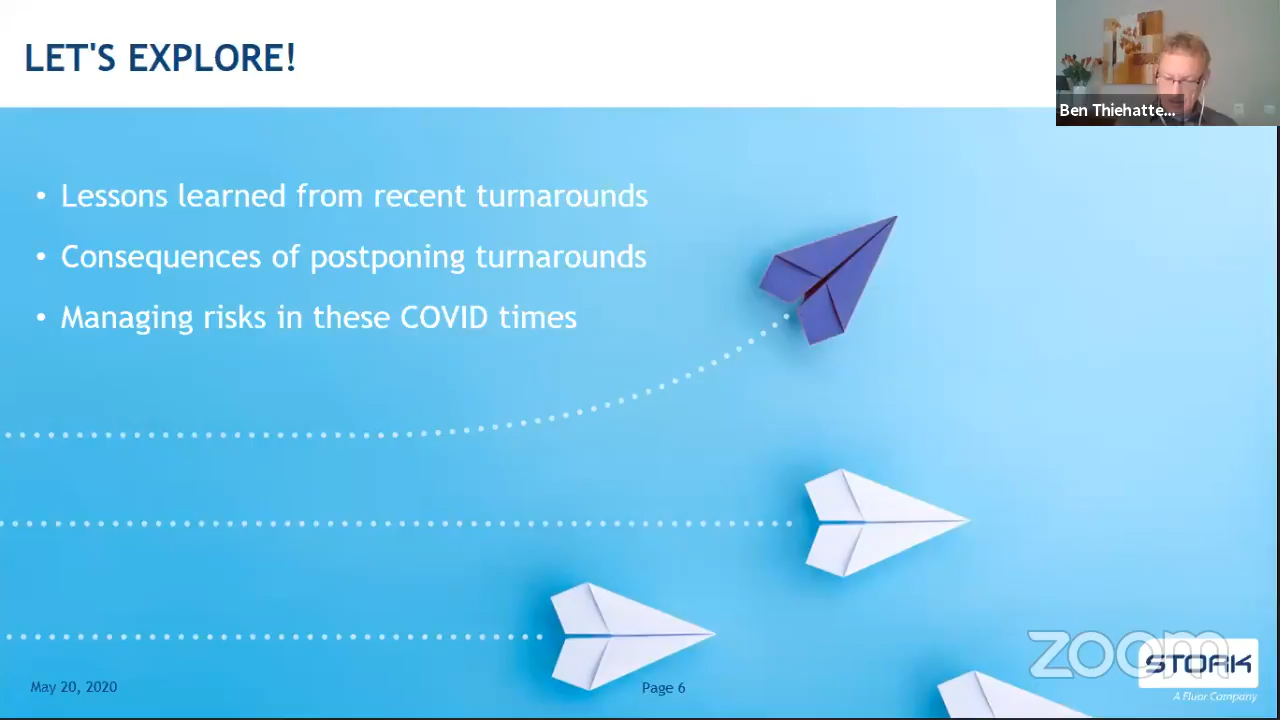 LET'S EXPLORE!
Ben Thiehatte...
• Lessons learned from recent turnarounds
• Consequences of postponing turnarounds
• Managing risks in these COVID times
zoom
STORK
A Fluor Company
May 20, 2020
Page 6